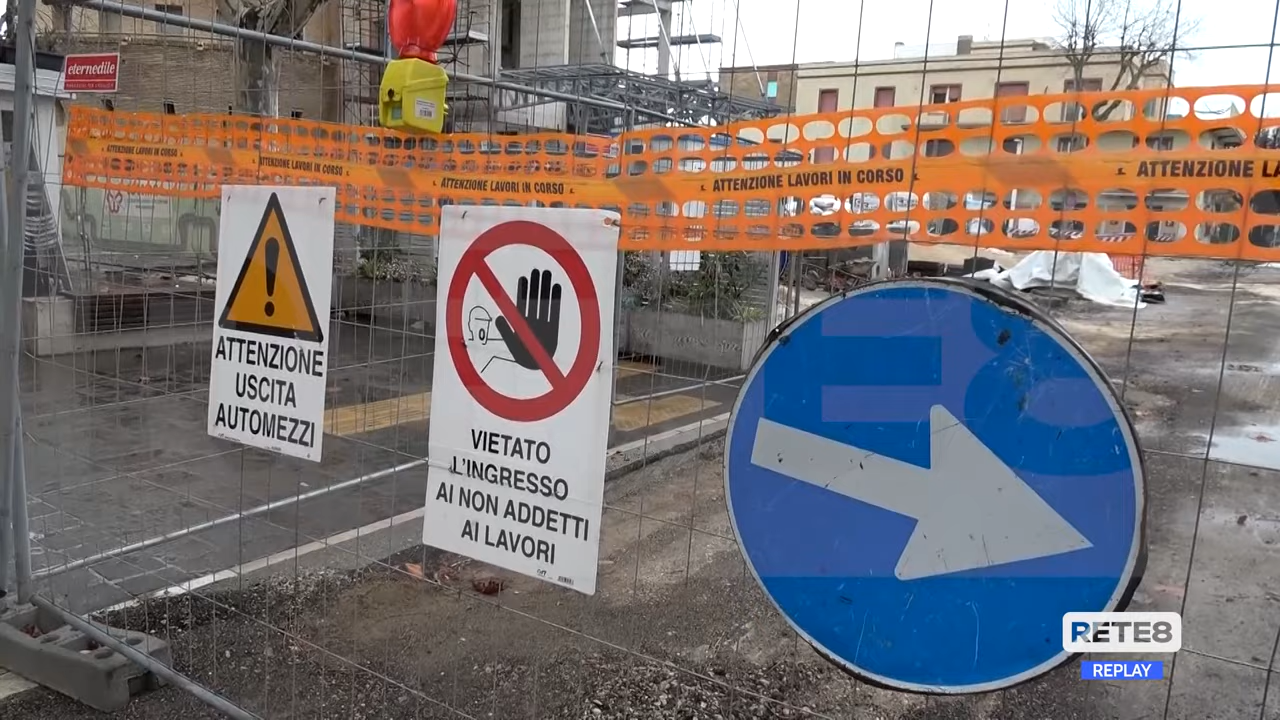 eternedile
ATTENZIONE LAVORI IN CORSO
ATTENZIONE LAVORI IN CORSO
ATTENZIONE LAVORI IN CORSO
ATTENZIONE LAVORI IN CORSO
ATTENZIONE LA
ATTENZIONE
USCITA
AUTOMEZZI
VIETATO
L'INGRESSO
AI NON ADDETTI
AI LAVORI
RETE8
REPLAY